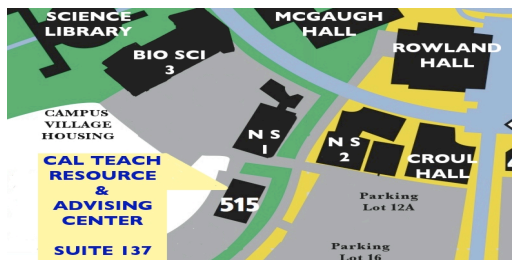 SCIENCE
LIBRARY
MCGAUGH
HALL
ROWLAND
HALL
BIO SCI
3
CAMPUS
VILLAGE
HOUSING
N S
1
N S
2
CROUL
HALL
CAL TEACH
RESOURCE
&
ADVISING
CENTER
SUITE 137
515
Parking
Lot 12A
Parking
Lot 16